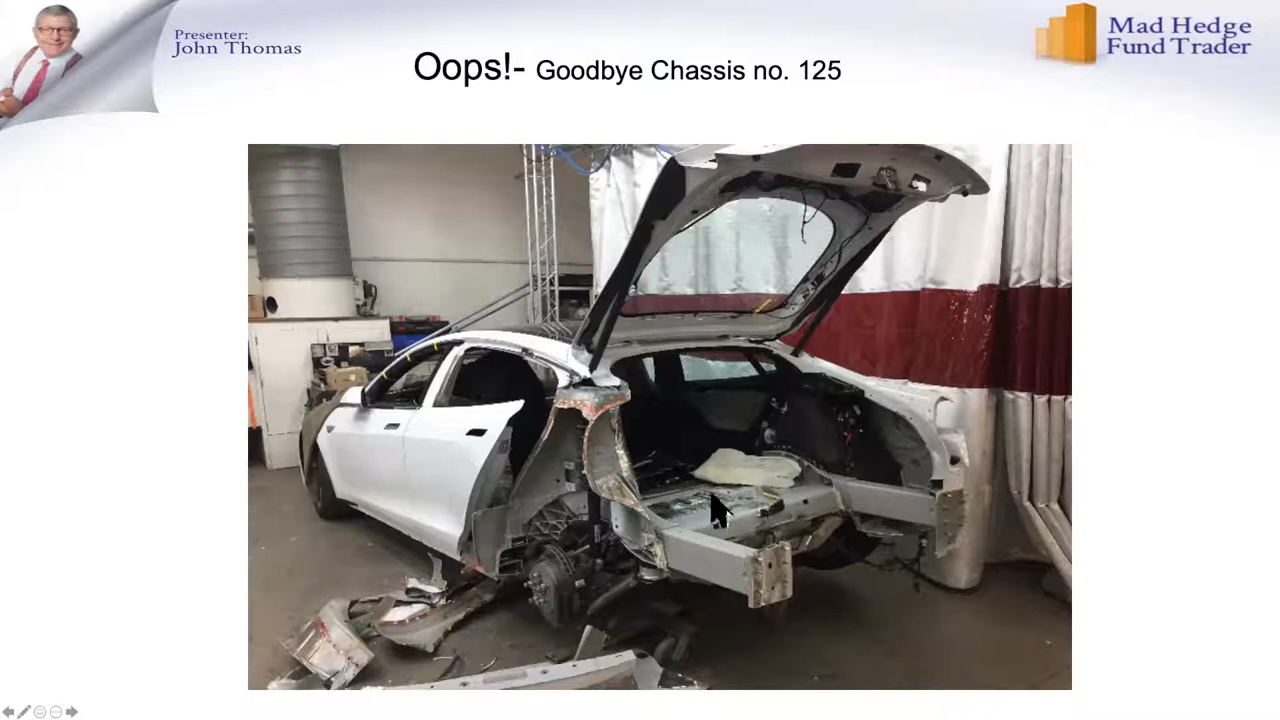 Presenter:
John Thomas
Mad Hedge
Fund Trader
Oops!- Goodbye Chassis no. 125